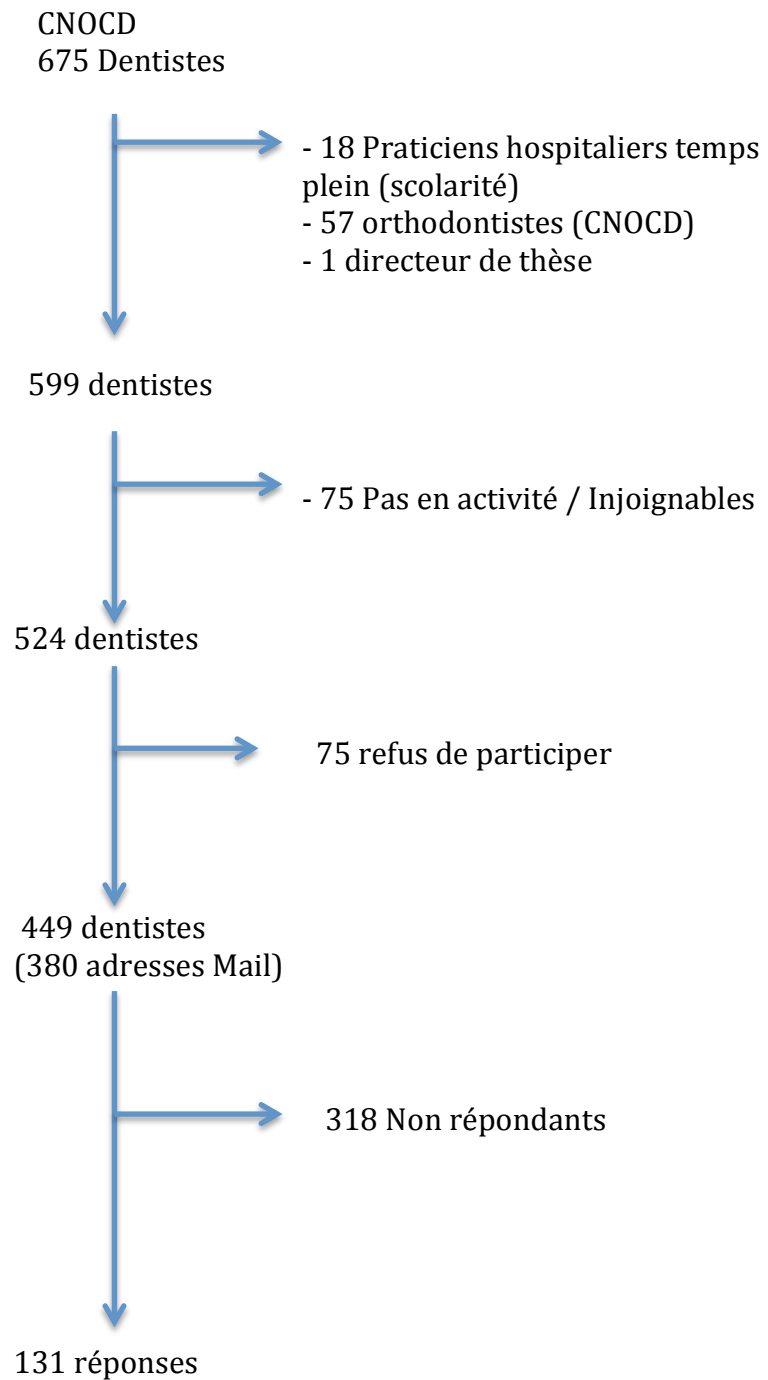 CNOCD
675 Dentistes
- 18 Praticiens hospitaliers temps
plein (scolarité)
- 57 orthodontistes (CNOCD)
- 1 directeur de thèse
599 dentistes
- 75 Pas en activité / Injoignables
524 dentistes
75 refus de participer
449 dentistes
(380 adresses Mail)
318 Non répondants
131 réponses